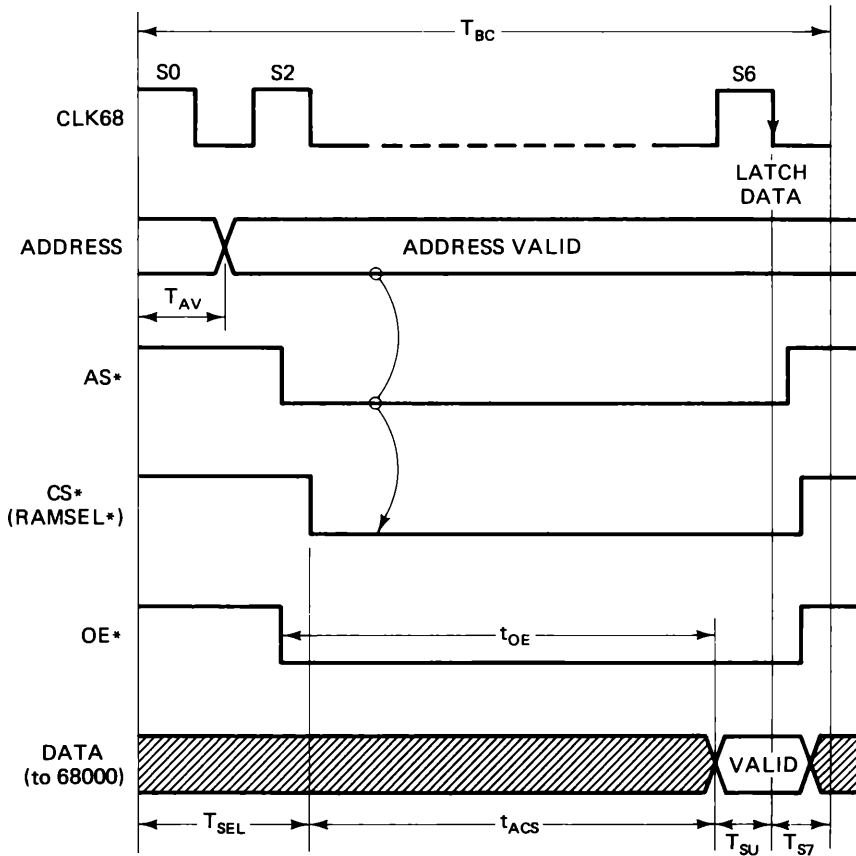 T_BC
S0
S2
S6
CLK68
LATCH
DATA
ADDRESS
ADDRESS VALID
T_AV
AS*
CS*
(RAMSEL*)
OE*
t_OE
DATA
(to 68000)
VALID
T_SEL
t_ACS
T_SU
T_S7